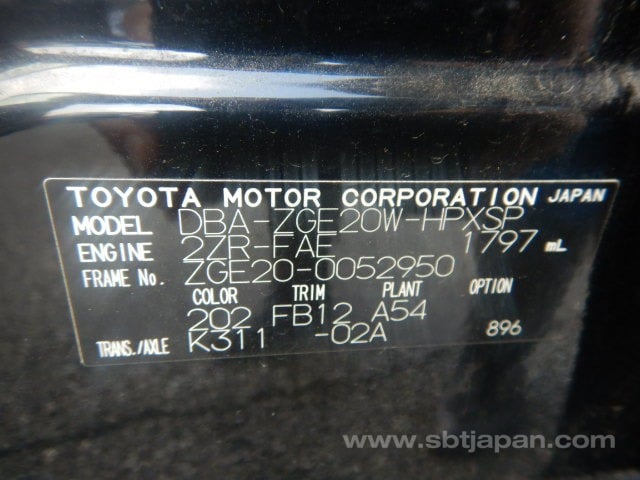 TOYOTA MOTOR CORPORATION JAPAN
MODEL DBA-ZGE20W-HPXSP
ENGINE 2ZR-FAE 1797 mL
FRAME No. ZGE20-0052950
COLOR TRIM PLANT OPTION
202 FB12 A54
TRANS./AXLE K311 -02A 896
www.sbtjapan.com